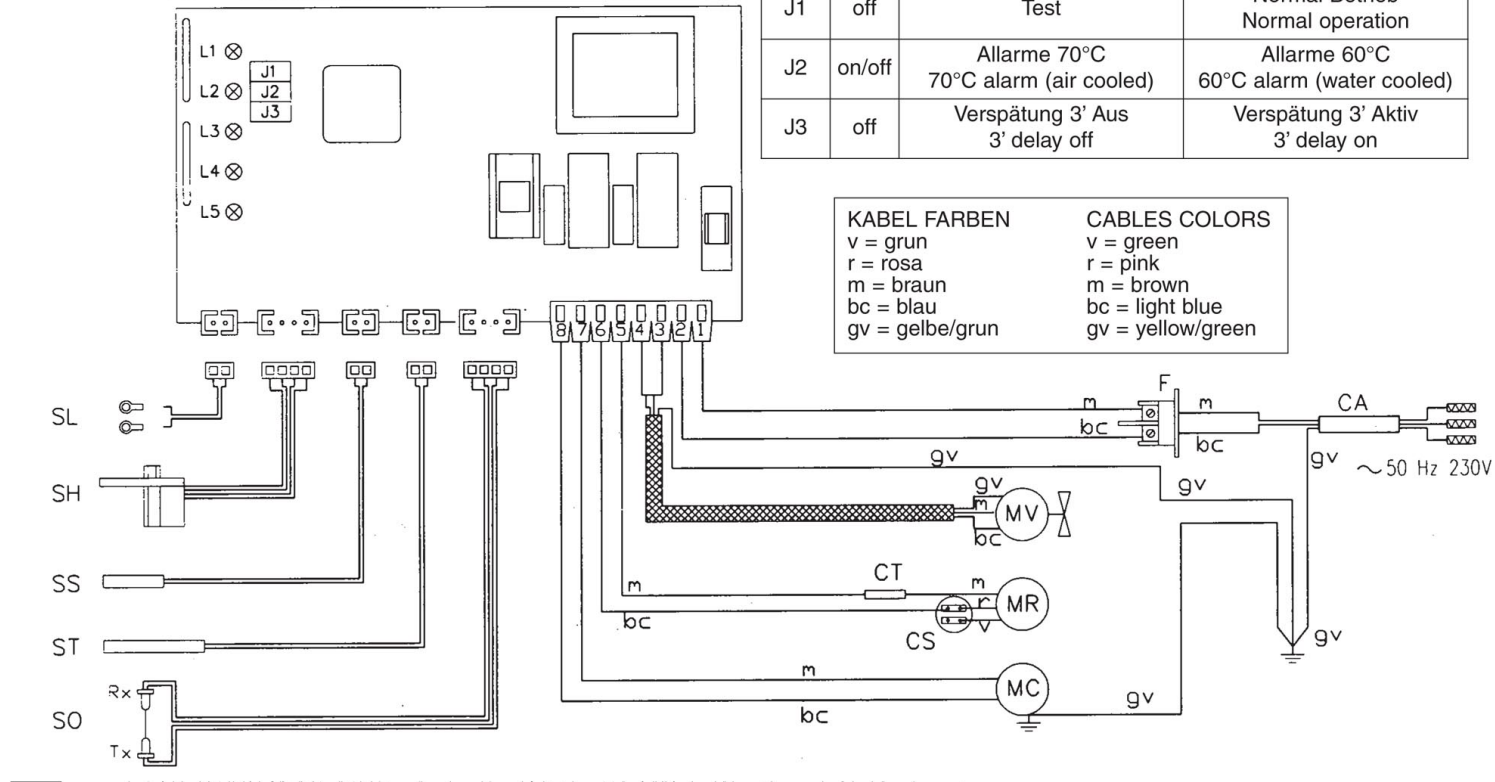 J1 off Test Normal Betrieb
Normal operation
J2 on/off Allarme 70°C Allarme 60°C
70°C alarm (air cooled) 60°C alarm (water cooled)
J3 off Verspätung 3' Aus Verspätung 3' Aktiv
3' delay off 3' delay on
L1
L2
L3
L4
L5
J1
J2
J3
KABEL FARBEN
v = grun
r = rosa
m = braun
bc = blau
gv = gelbe/grun
CABLES COLORS
v = green
r = pink
m = brown
bc = light blue
gv = yellow/green
8 7 6 5 4 3 2 1
SL
SH
SS
ST
SO
Rx
Tx
F
m
bc
m
bc
CA
gv
~50 Hz 230V
gv
gv
gv
m
bc
MV
m
bc
CT
m
r
v
MR
CS
m
bc
MC
gv
gv